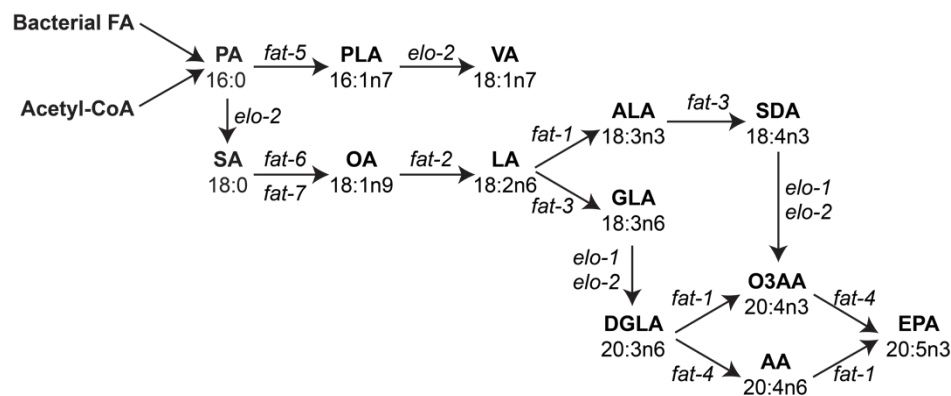 Bacterial FA
PA
16:0
fat-5
PLA
16:1n7
elo-2
VA
18:1n7
Acetyl-CoA
elo-2
SA
18:0
fat-6
fat-7
OA
18:1n9
fat-2
LA
18:2n6
fat-1
ALA
18:3n3
fat-3
SDA
18:4n3
fat-3
GLA
18:3n6
elo-1
elo-2
elo-1
elo-2
DGLA
20:3n6
fat-1
O3AA
20:4n3
fat-4
EPA
20:5n3
fat-4
AA
20:4n6
fat-1